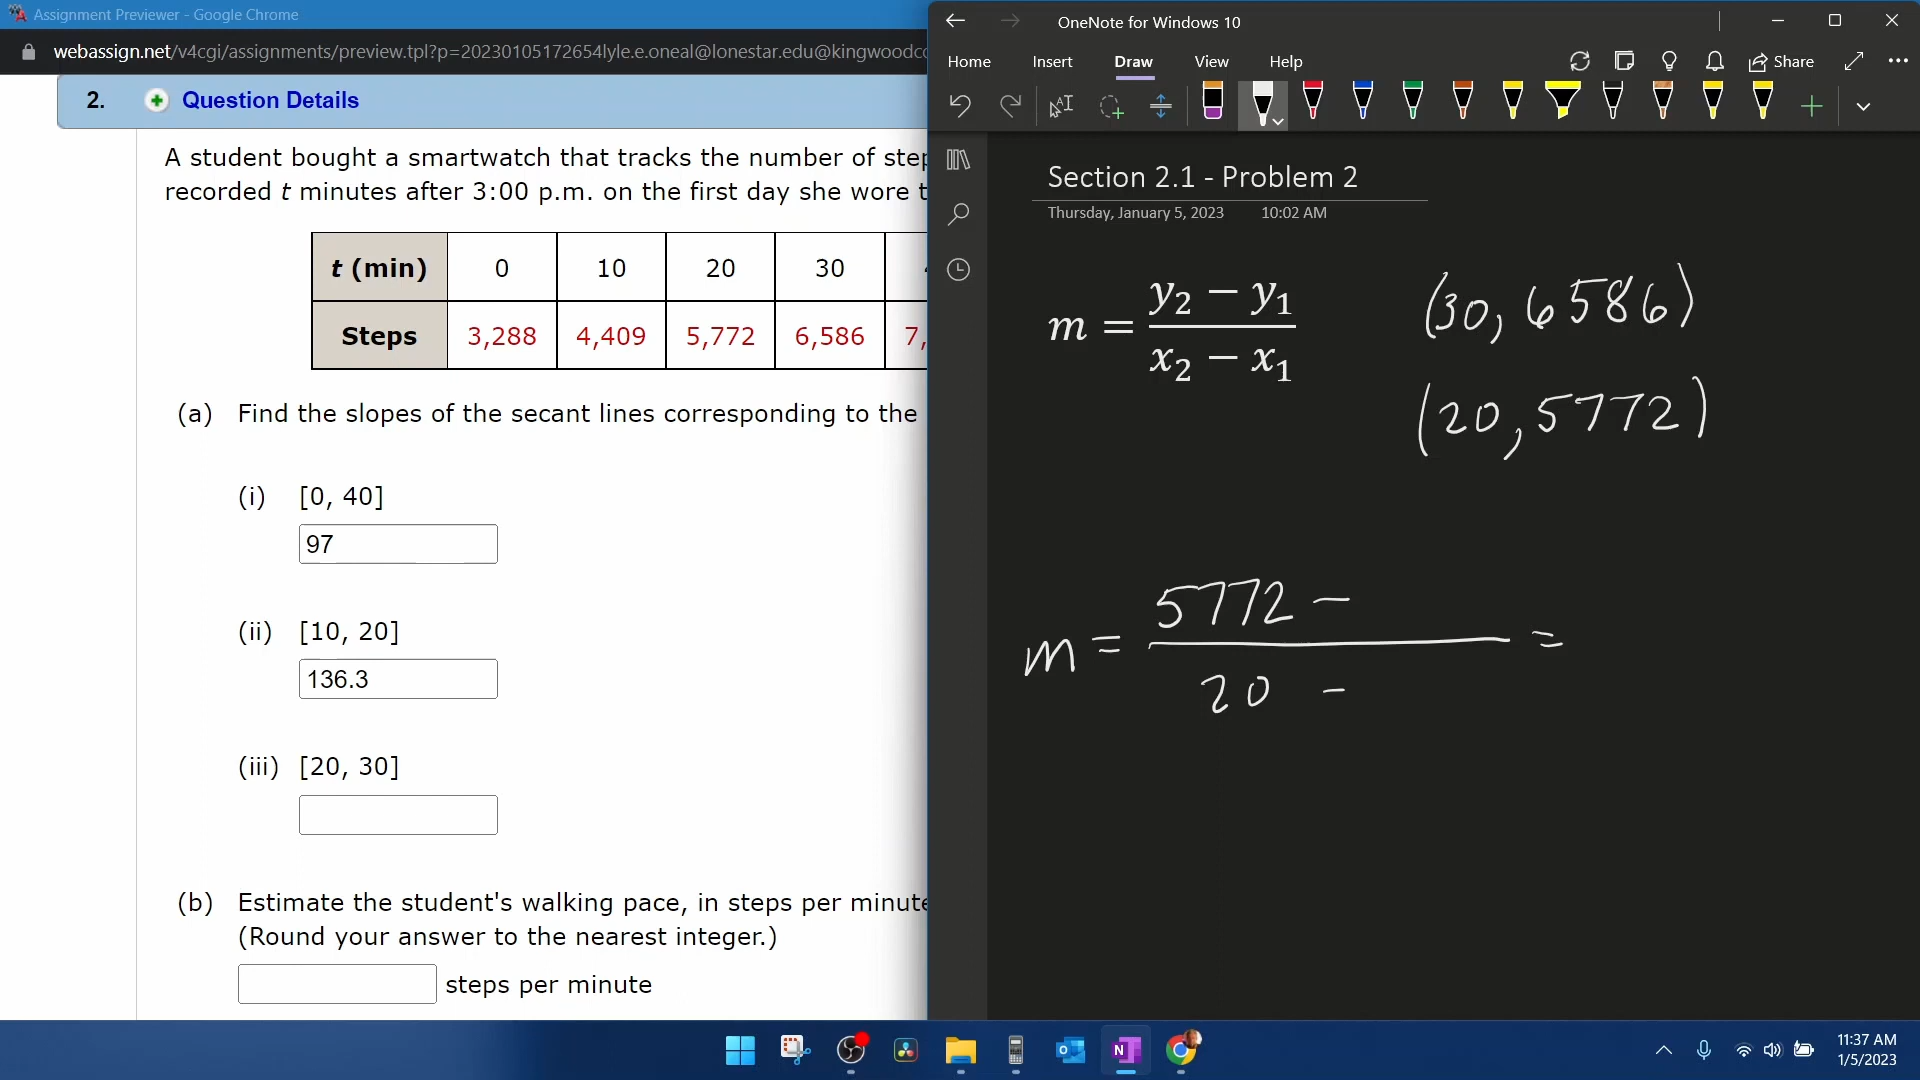 Assignment Previewer - Google Chrome
webassign.net/v4cgi/assignments/preview.tpl?p=20230105172654lyle.e.oneal@lonestar.edu@kingwoodc
2. Question Details
A student bought a smartwatch that tracks the number of step
recorded t minutes after 3:00 p.m. on the first day she wore t
t (min) 0 10 20 30
Steps 3,288 4,409 5,772 6,586 7,
(a) Find the slopes of the secant lines corresponding to the
(i) [0, 40]
97
(ii) [10, 20]
136.3
(iii) [20, 30]
(b) Estimate the student's walking pace, in steps per minute
(Round your answer to the nearest integer.)
steps per minute
OneNote for Windows 10
Home Insert Draw View Help Share
Section 2.1 - Problem 2
Thursday, January 5, 2023 10:02 AM
m = (y₂ − y₁)/(x₂ − x₁)
(30, 6586)
(20, 5772)
5772 −
m = =
20 −
11:37 AM
1/5/2023